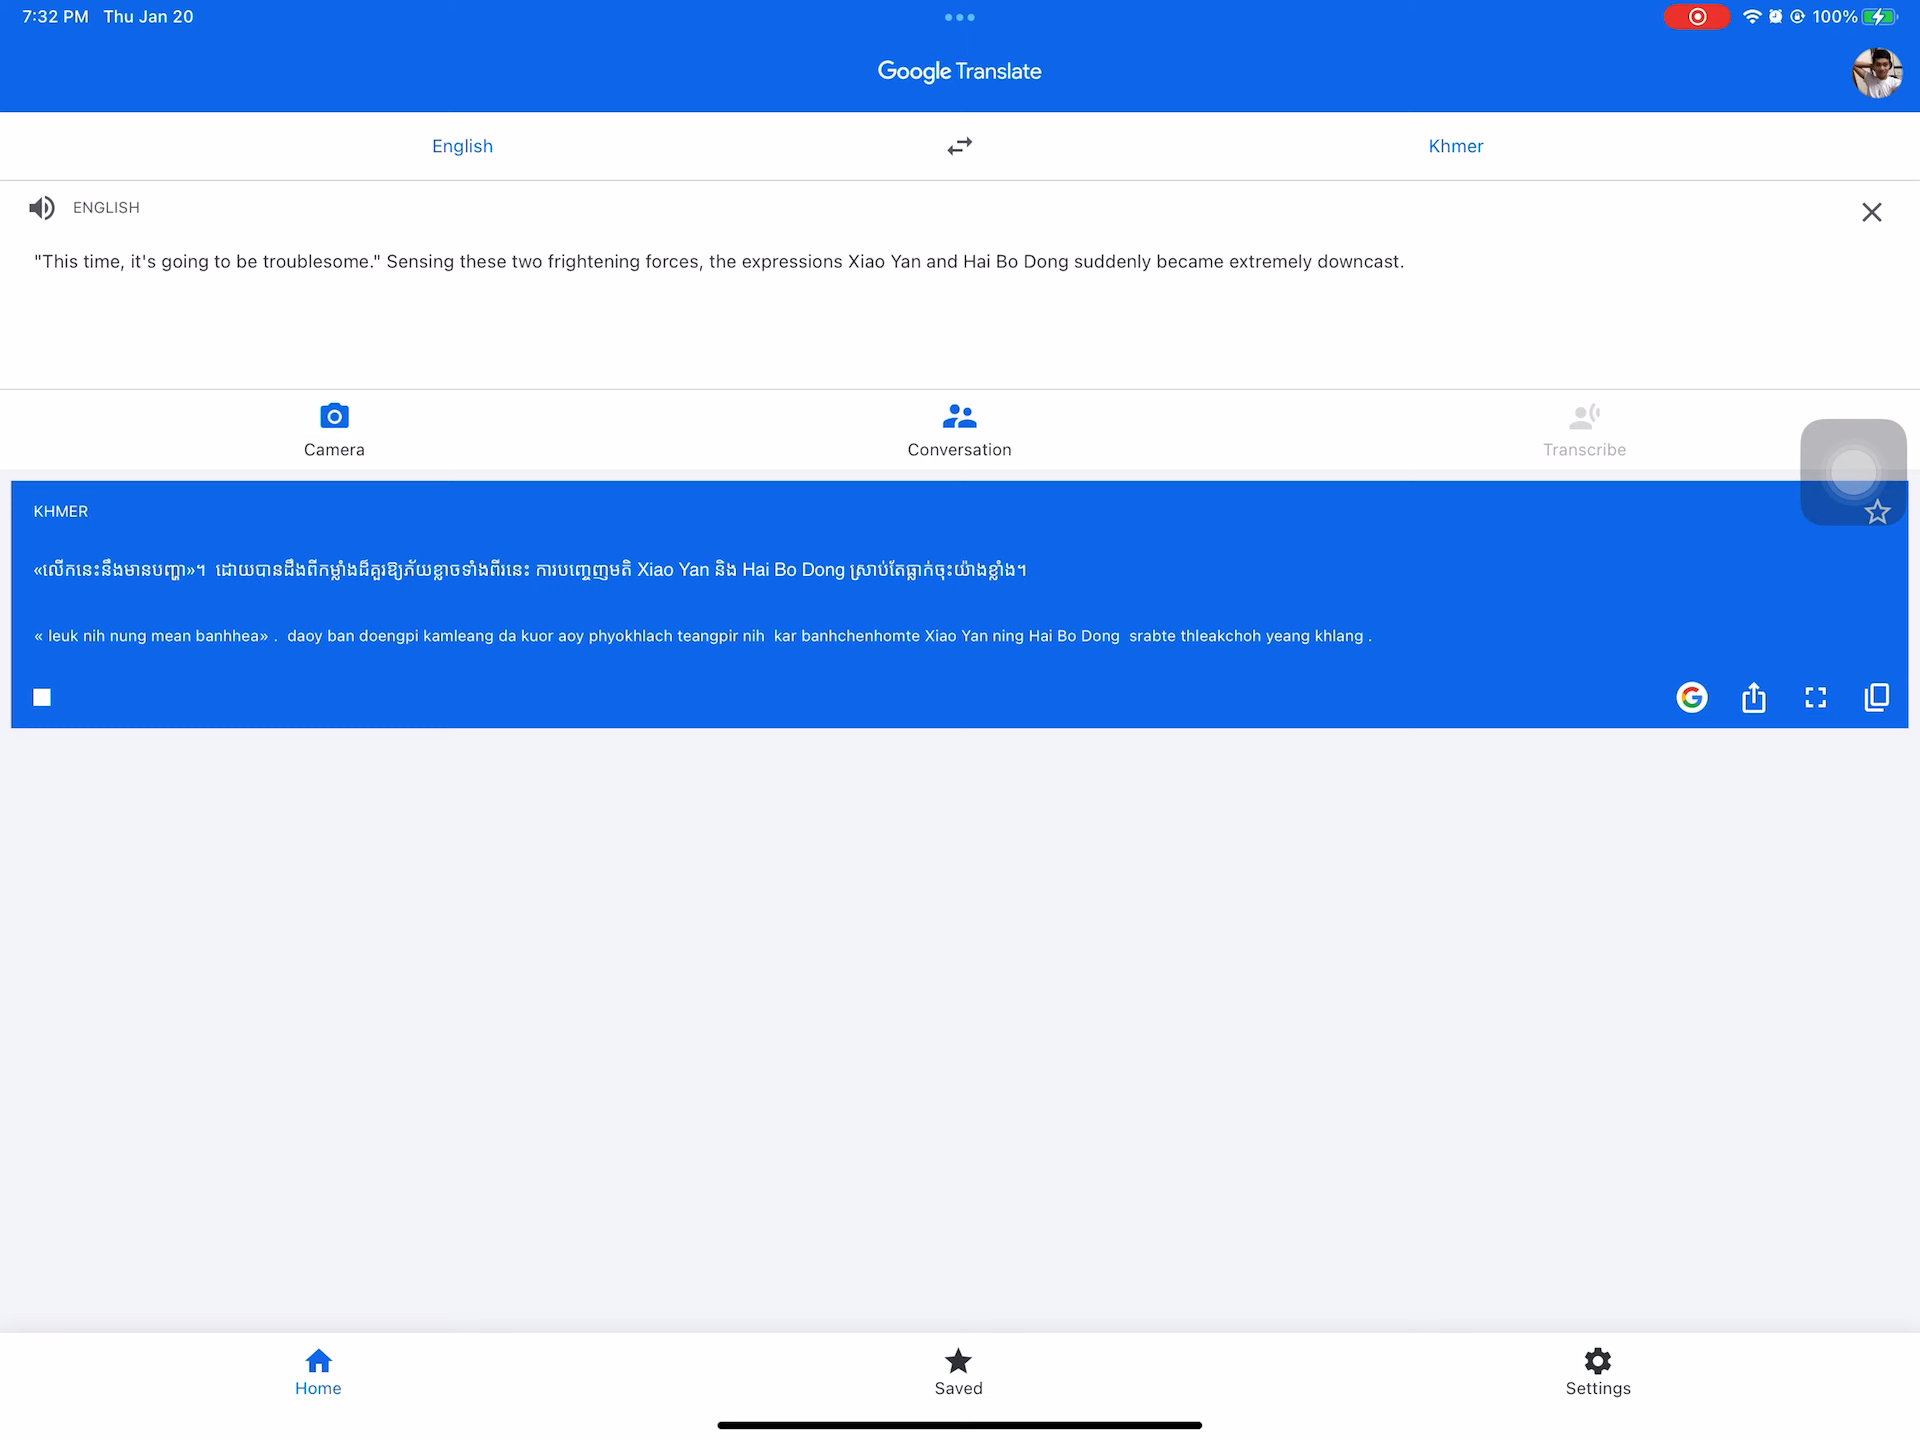 7:32 PM Thu Jan 20
100%
Google Translate
English
Khmer
ENGLISH
"This time, it's going to be troublesome." Sensing these two frightening forces, the expressions Xiao Yan and Hai Bo Dong suddenly became extremely downcast.
Camera
Conversation
Transcribe
KHMER
«លើកនេះនឹងមានបញ្ហា»។ ដោយបានដឹងពីកម្លាំងដ៏គួរឱ្យភ័យខ្លាចទាំងពីរនេះ ការបញ្ចេញមតិ Xiao Yan និង Hai Bo Dong ស្រាប់តែធ្លាក់ចុះយ៉ាងខ្លាំង។
« leuk nih nung mean banhhea» . daoy ban doengpi kamleang da kuor aoy phyokhlach teangpir nih kar banhchenhomte Xiao Yan ning Hai Bo Dong srabte thleakchoh yeang khlang .
Home
Saved
Settings